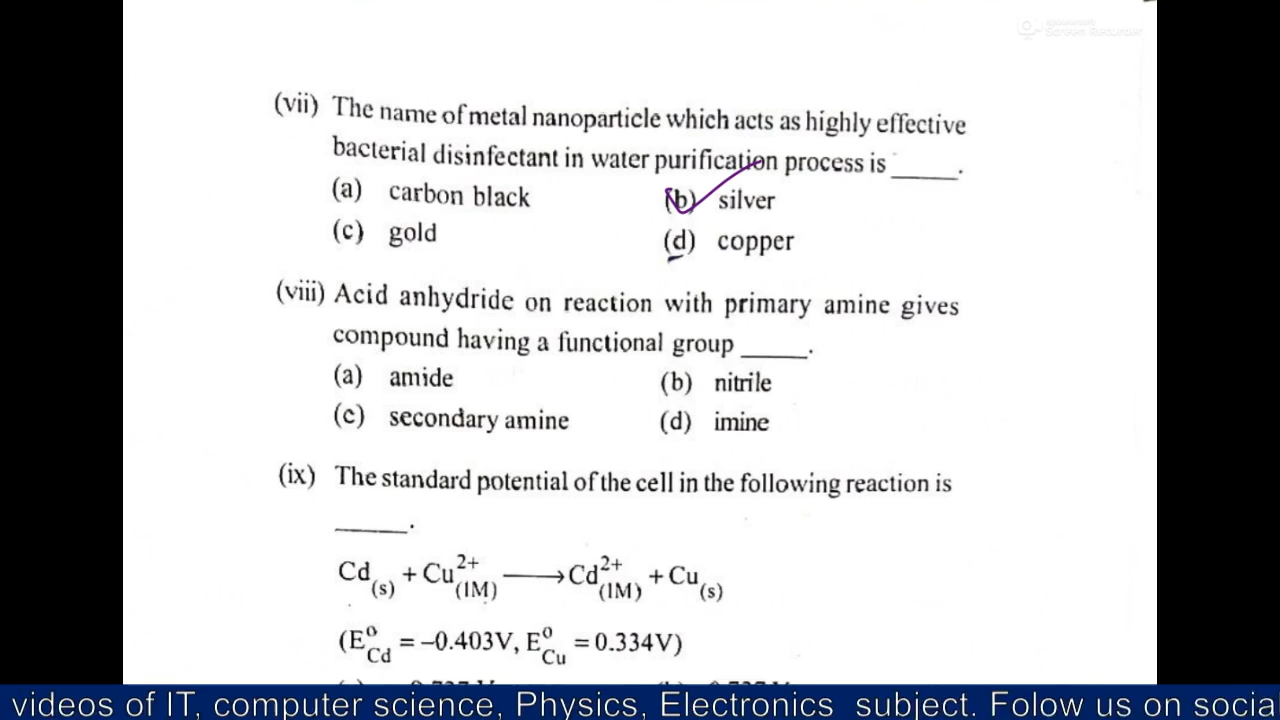 Screen Recorder
(vii) The name of metal nanoparticle which acts as highly effective
bacterial disinfectant in water purification process is _____.
(a) carbon black (b) silver
(c) gold (d) copper
(viii) Acid anhydride on reaction with primary amine gives
compound having a functional group _____.
(a) amide (b) nitrile
(c) secondary amine (d) imine
(ix) The standard potential of the cell in the following reaction is
_____.
Cd(s) + Cu²⁺(1M) ⟶ Cd²⁺(1M) + Cu(s)
(E°Cd = –0.403V, E°Cu = 0.334V)
videos of IT, computer science, Physics, Electronics subject. Folow us on socia